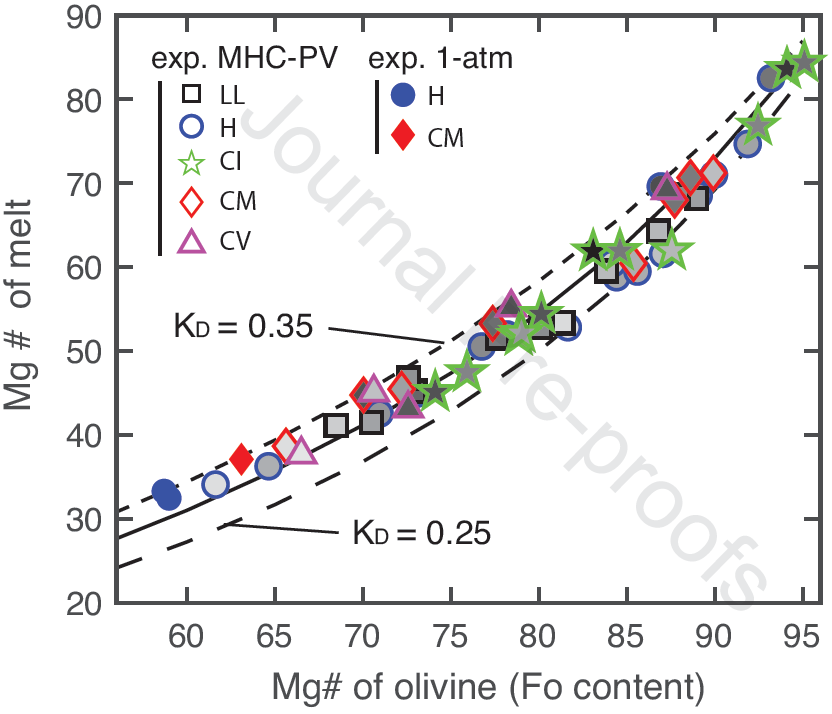 90
80
70
60
50
40
30
20
Mg # of melt
exp. MHC-PV
LL
H
CI
CM
CV
exp. 1-atm
H
CM
KD = 0.35
KD = 0.25
Journal Pre-proofs
60 65 70 75 80 85 90 95
Mg# of olivine (Fo content)